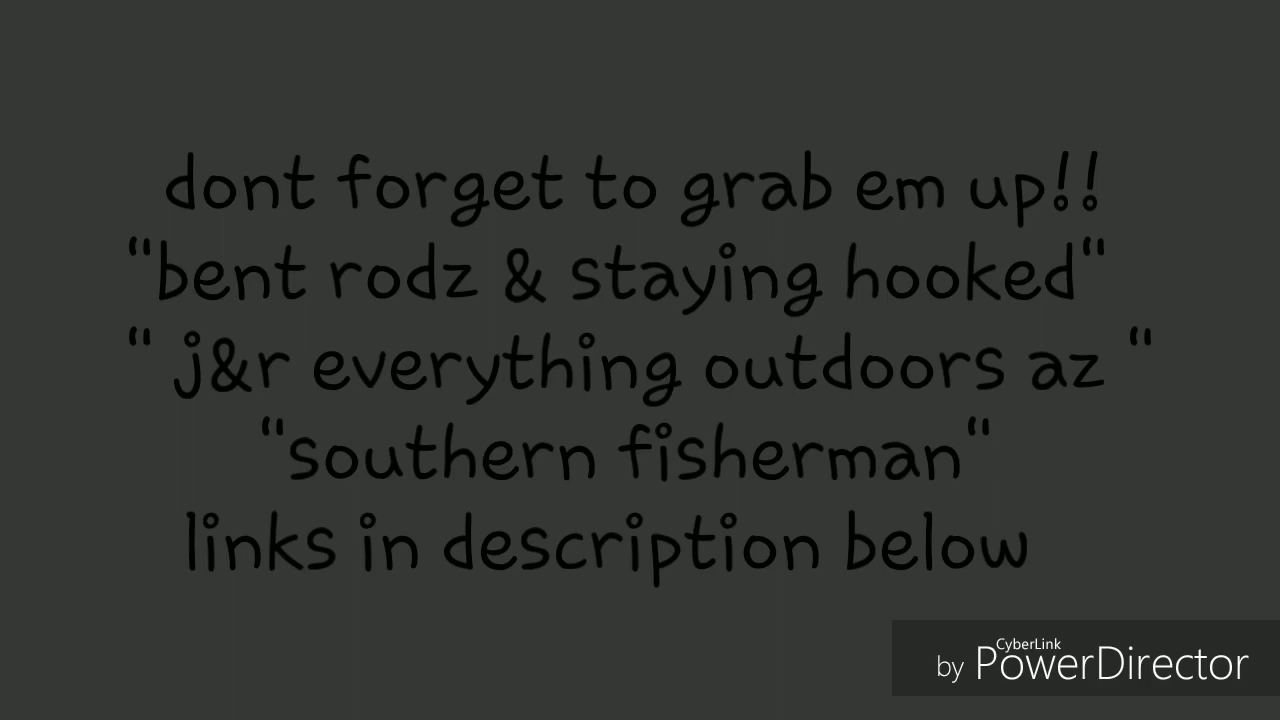 dont forget to grab em up!!
"bent rodz & staying hooked"
" j&r everything outdoors az "
"southern fisherman"
links in description below
by CyberLink PowerDirector